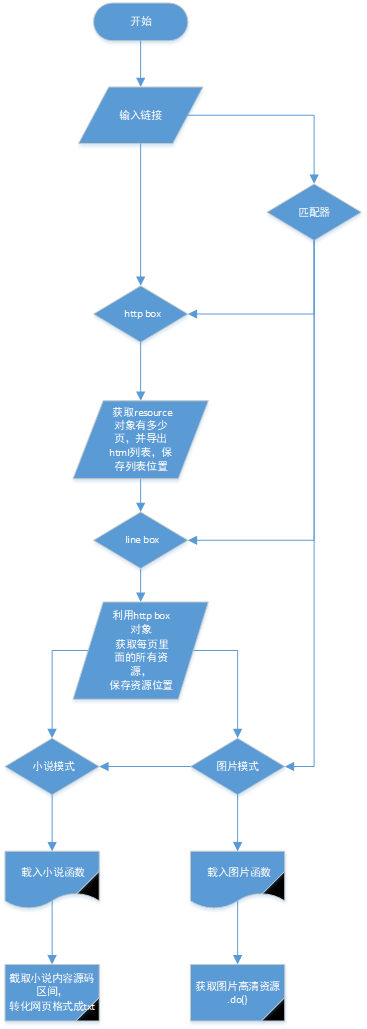 开始
输入链接
匹配器
http box
获取resource
对象有多少
页，并导出
html列表，保
存列表位置
line box
利用http box
对象
获取每页里
面的所有资
源，
保存资源位置
小说模式
图片模式
载入小说函数
载入图片函数
截取小说内容源码
区间，
转化网页格式成txt
获取图片高清资源
.do()